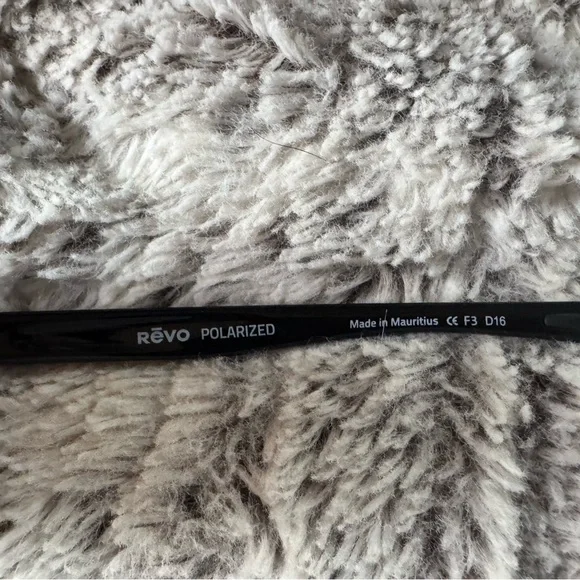 Rēvo POLARIZED Made in Mauritius CE F3 D16